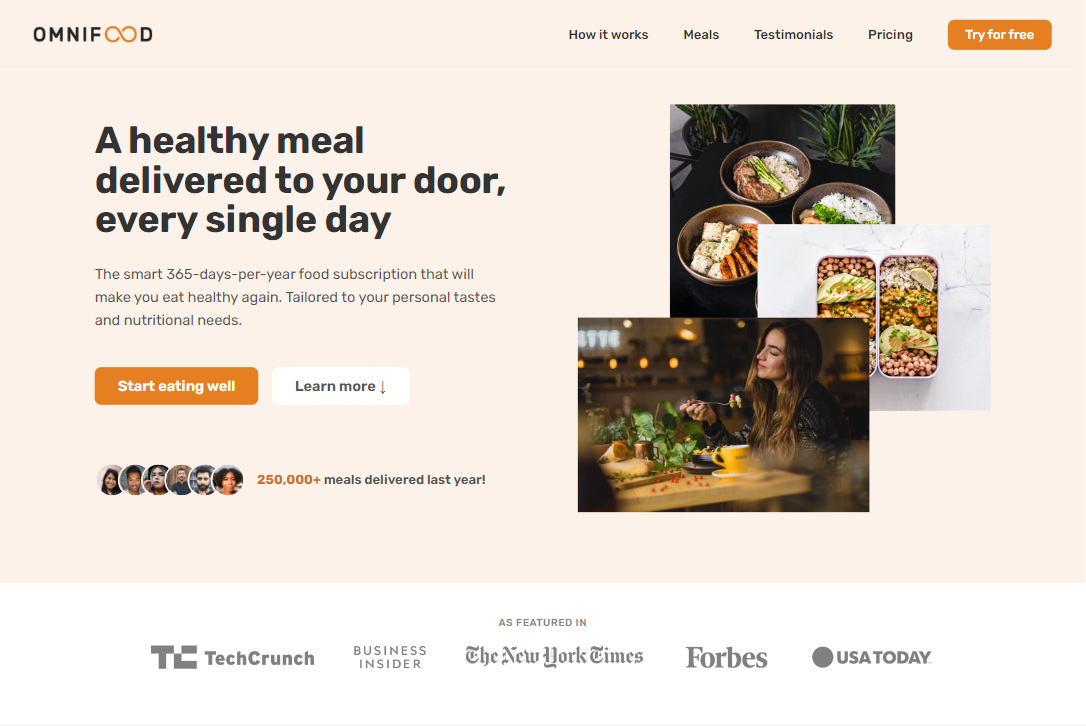 OMNIFOOD
How it works
Meals
Testimonials
Pricing
Try for free
A healthy meal
delivered to your door,
every single day
The smart 365-days-per-year food subscription that will
make you eat healthy again. Tailored to your personal tastes
and nutritional needs.
Start eating well
Learn more ↓
250,000+ meals delivered last year!
AS FEATURED IN
TC TechCrunch
BUSINESS
INSIDER
The New York Times
Forbes
USA TODAY